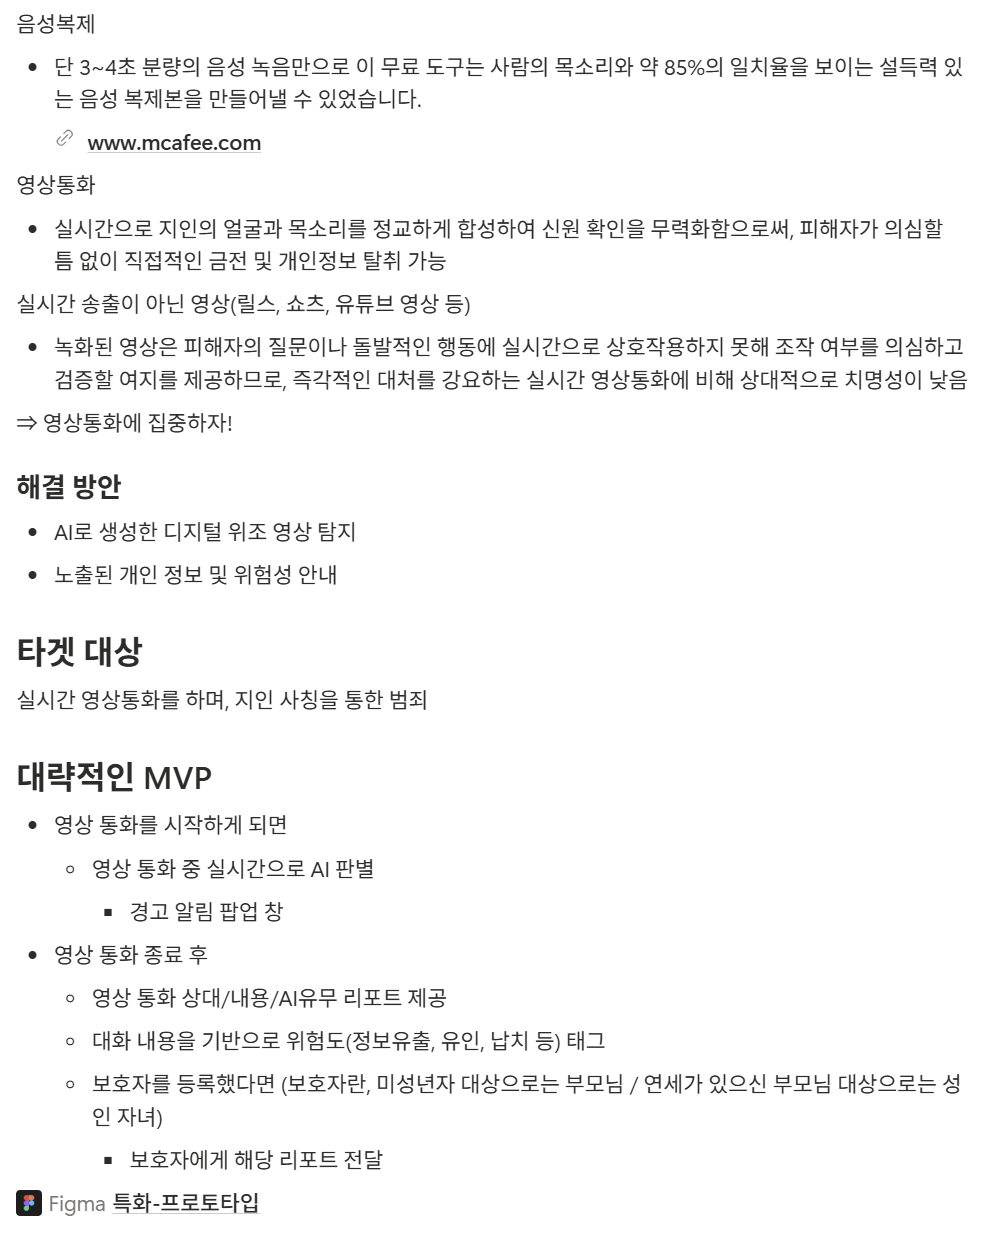 음성복제
단 3~4초 분량의 음성 녹음만으로 이 무료 도구는 사람의 목소리와 약 85%의 일치율을 보이는 설득력 있
는 음성 복제본을 만들어낼 수 있었습니다.
www.mcafee.com
영상통화
실시간으로 지인의 얼굴과 목소리를 정교하게 합성하여 신원 확인을 무력화함으로써, 피해자가 의심할
틈 없이 직접적인 금전 및 개인정보 탈취 가능
실시간 송출이 아닌 영상(릴스, 쇼츠, 유튜브 영상 등)
녹화된 영상은 피해자의 질문이나 돌발적인 행동에 실시간으로 상호작용하지 못해 조작 여부를 의심하고
검증할 여지를 제공하므로, 즉각적인 대처를 강요하는 실시간 영상통화에 비해 상대적으로 치명성이 낮음
⇒ 영상통화에 집중하자!
해결 방안
AI로 생성한 디지털 위조 영상 탐지
노출된 개인 정보 및 위험성 안내
타겟 대상
실시간 영상통화를 하며, 지인 사칭을 통한 범죄
대략적인 MVP
영상 통화를 시작하게 되면
영상 통화 중 실시간으로 AI 판별
경고 알림 팝업 창
영상 통화 종료 후
영상 통화 상대/내용/AI유무 리포트 제공
대화 내용을 기반으로 위험도(정보유출, 유인, 납치 등) 태그
보호자를 등록했다면 (보호자란, 미성년자 대상으로는 부모님 / 연세가 있으신 부모님 대상으로는 성
인 자녀)
보호자에게 해당 리포트 전달
Figma 특화-프로토타입